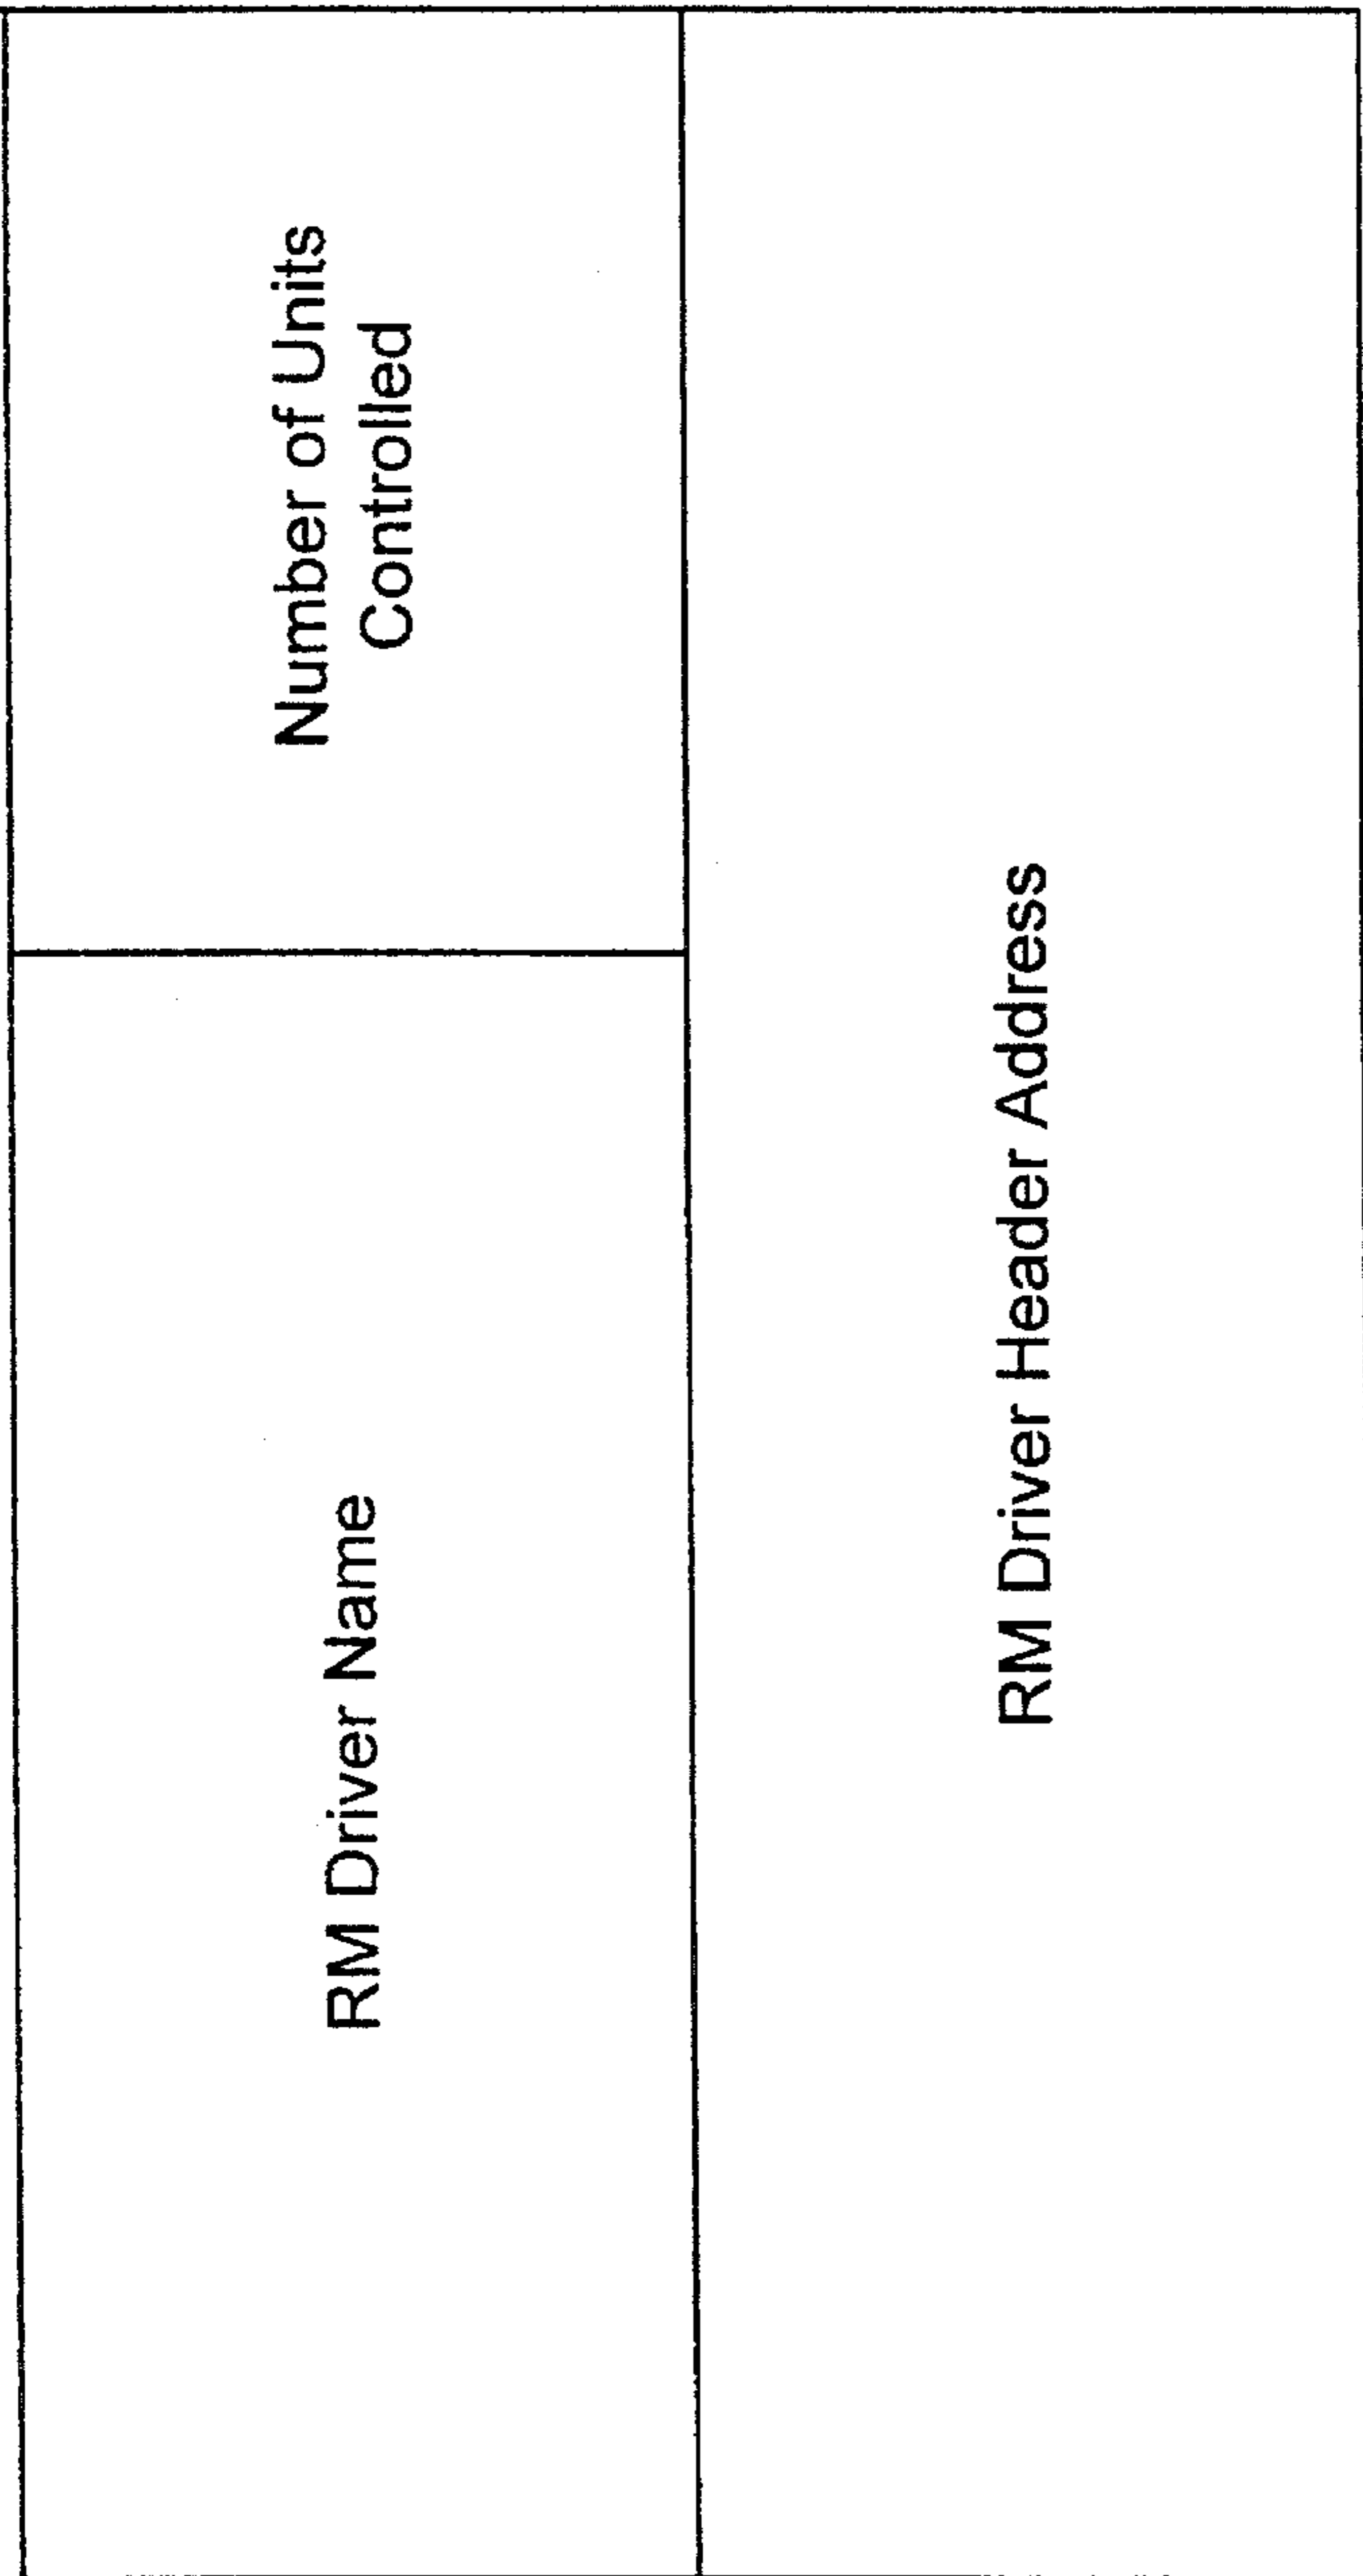 RM Driver Name
Number of Units
Controlled
RM Driver Header Address